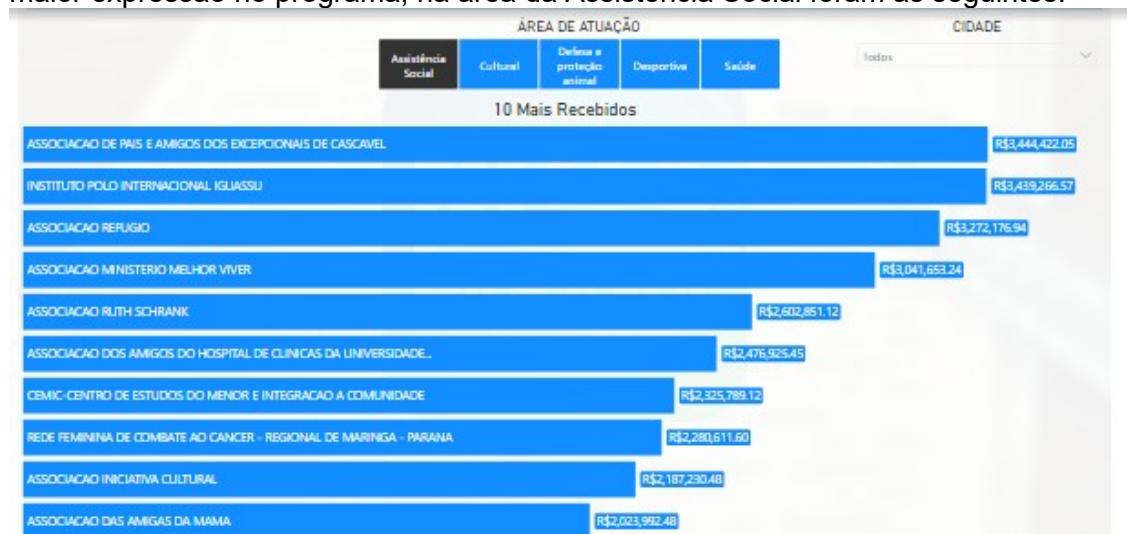 maior expressão no programa, na área da Assistência Social foram as seguintes:
ÁREA DE ATUAÇÃO
CIDADE
Assistência Social
Cultural
Defesa e proteção animal
Desportiva
Saúde
Todos
10 Mais Recebidos
ASSOCIACAO DE PAIS E AMIGOS DOS EXCEPCIONAIS DE CASCAVEL R$3,444,422.05
INSTITUTO POLO INTERNACIONAL IGUASSU R$3,439,266.57
ASSOCIACAO REFUGIO R$3,272,176.94
ASSOCIACAO MINISTERIO MELHOR VIVER R$3,041,653.24
ASSOCIACAO RUTH SCHRANK R$2,602,851.12
ASSOCIACAO DOS AMIGOS DO HOSPITAL DE CLINICAS DA UNIVERSIDADE... R$2,476,925.45
CEMIC-CENTRO DE ESTUDOS DO MENOR E INTEGRACAO A COMUNIDADE R$2,325,789.12
REDE FEMININA DE COMBATE AO CANCER - REGIONAL DE MARINGA - PARANA R$2,280,611.60
ASSOCIACAO INICIATIVA CULTURAL R$2,187,230.48
ASSOCIACAO DAS AMIGAS DA MAMA R$2,023,992.48